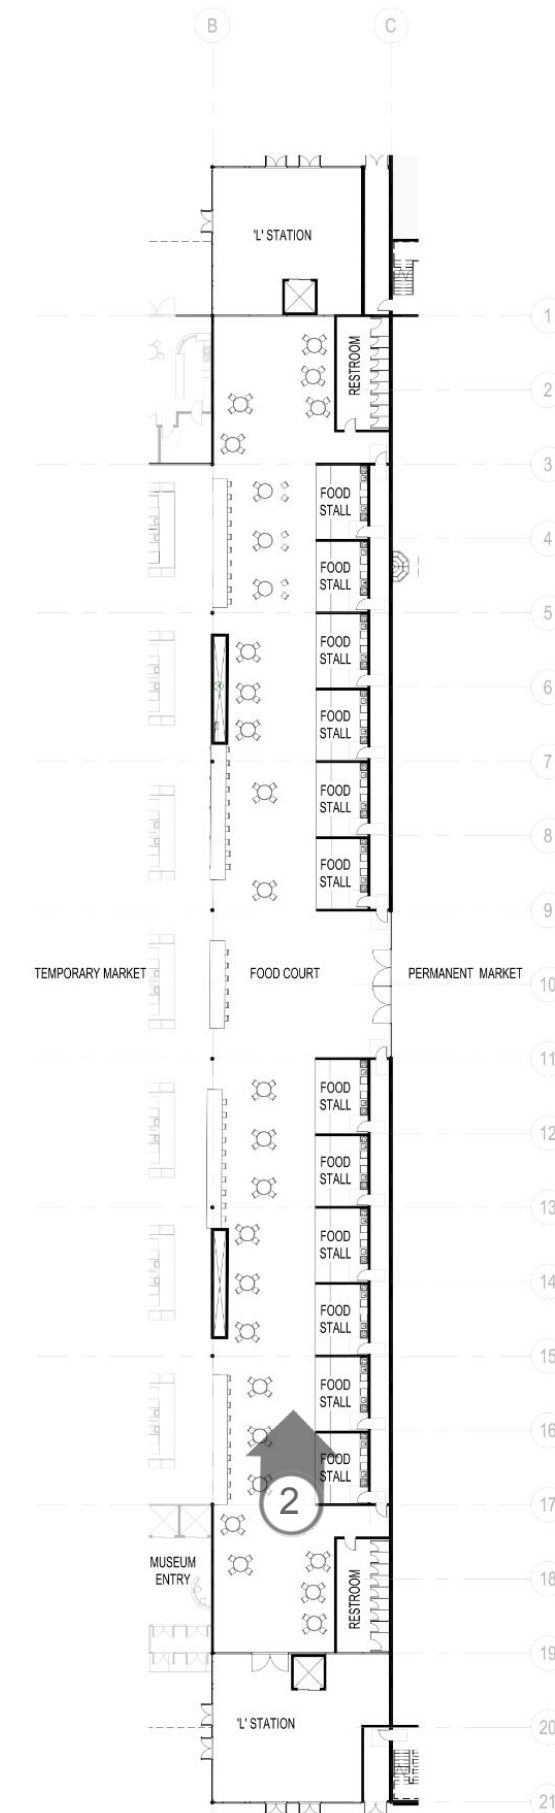 B
C
'L' STATION
1
RESTROOM
2
3
FOOD
STALL
4
FOOD
STALL
5
FOOD
STALL
6
FOOD
STALL
7
FOOD
STALL
8
FOOD
STALL
9
TEMPORARY MARKET
FOOD COURT
PERMANENT MARKET
10
11
FOOD
STALL
12
FOOD
STALL
13
FOOD
STALL
14
FOOD
STALL
15
FOOD
STALL
16
FOOD
STALL
2
17
MUSEUM
ENTRY
RESTROOM
18
19
'L' STATION
20
21